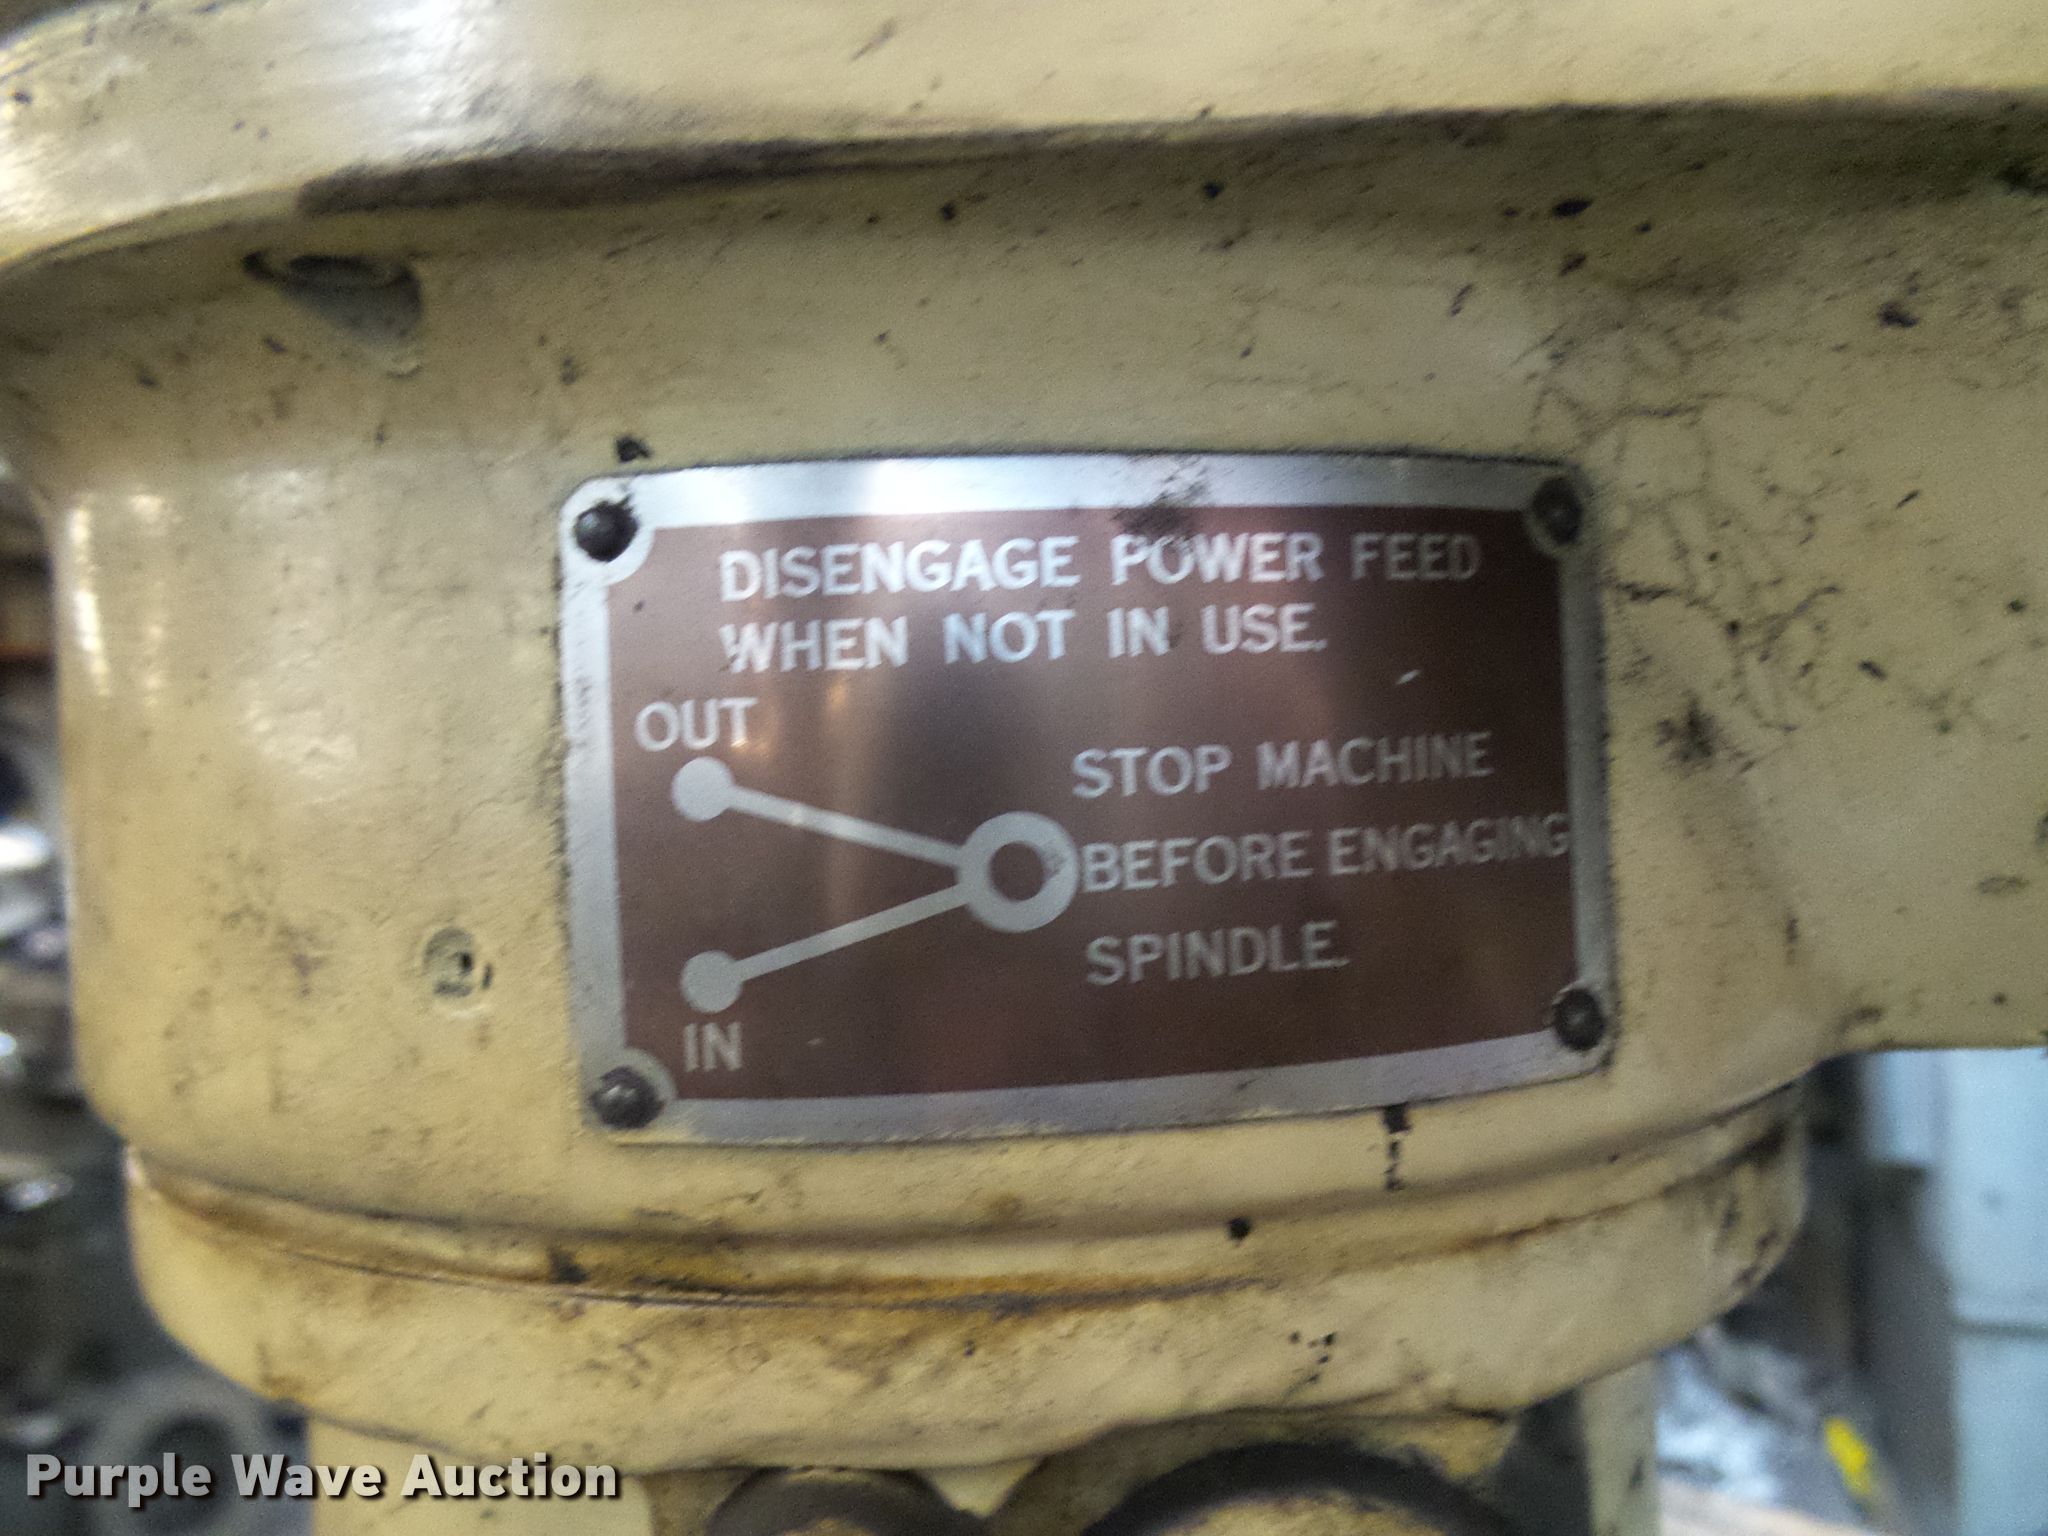 DISENGAGE POWER FEED
WHEN NOT IN USE.
OUT
STOP MACHINE
BEFORE ENGAGING
SPINDLE.
IN
Purple Wave Auction